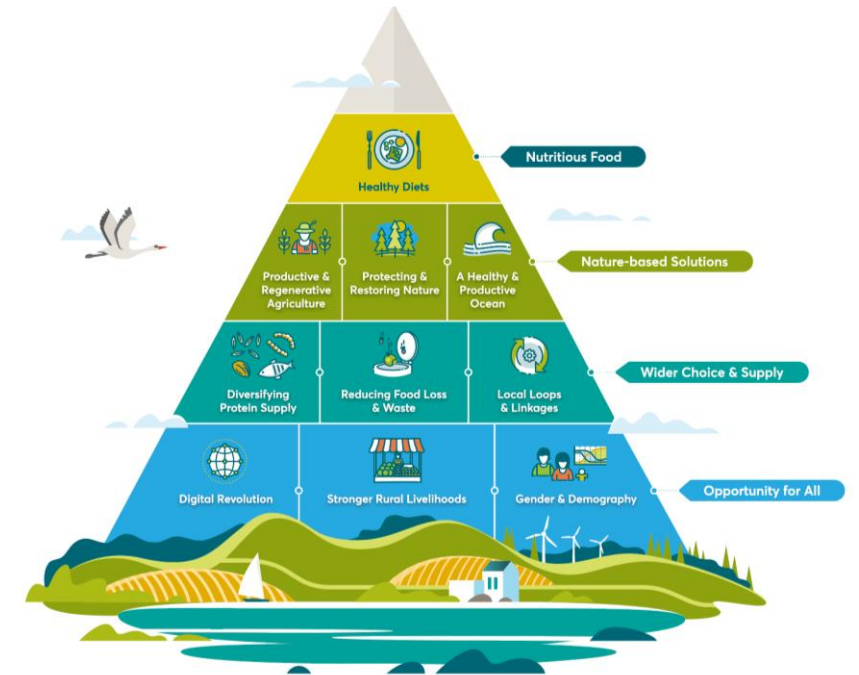 Healthy Diets
Nutritious Food
Productive &
Regenerative
Agriculture
Protecting &
Restoring Nature
A Healthy &
Productive
Ocean
Nature-based Solutions
Diversifying
Protein Supply
Reducing Food Loss
& Waste
Local Loops
& Linkages
Wider Choice & Supply
Digital Revolution
Stronger Rural Livelihoods
Gender & Demography
Opportunity for All